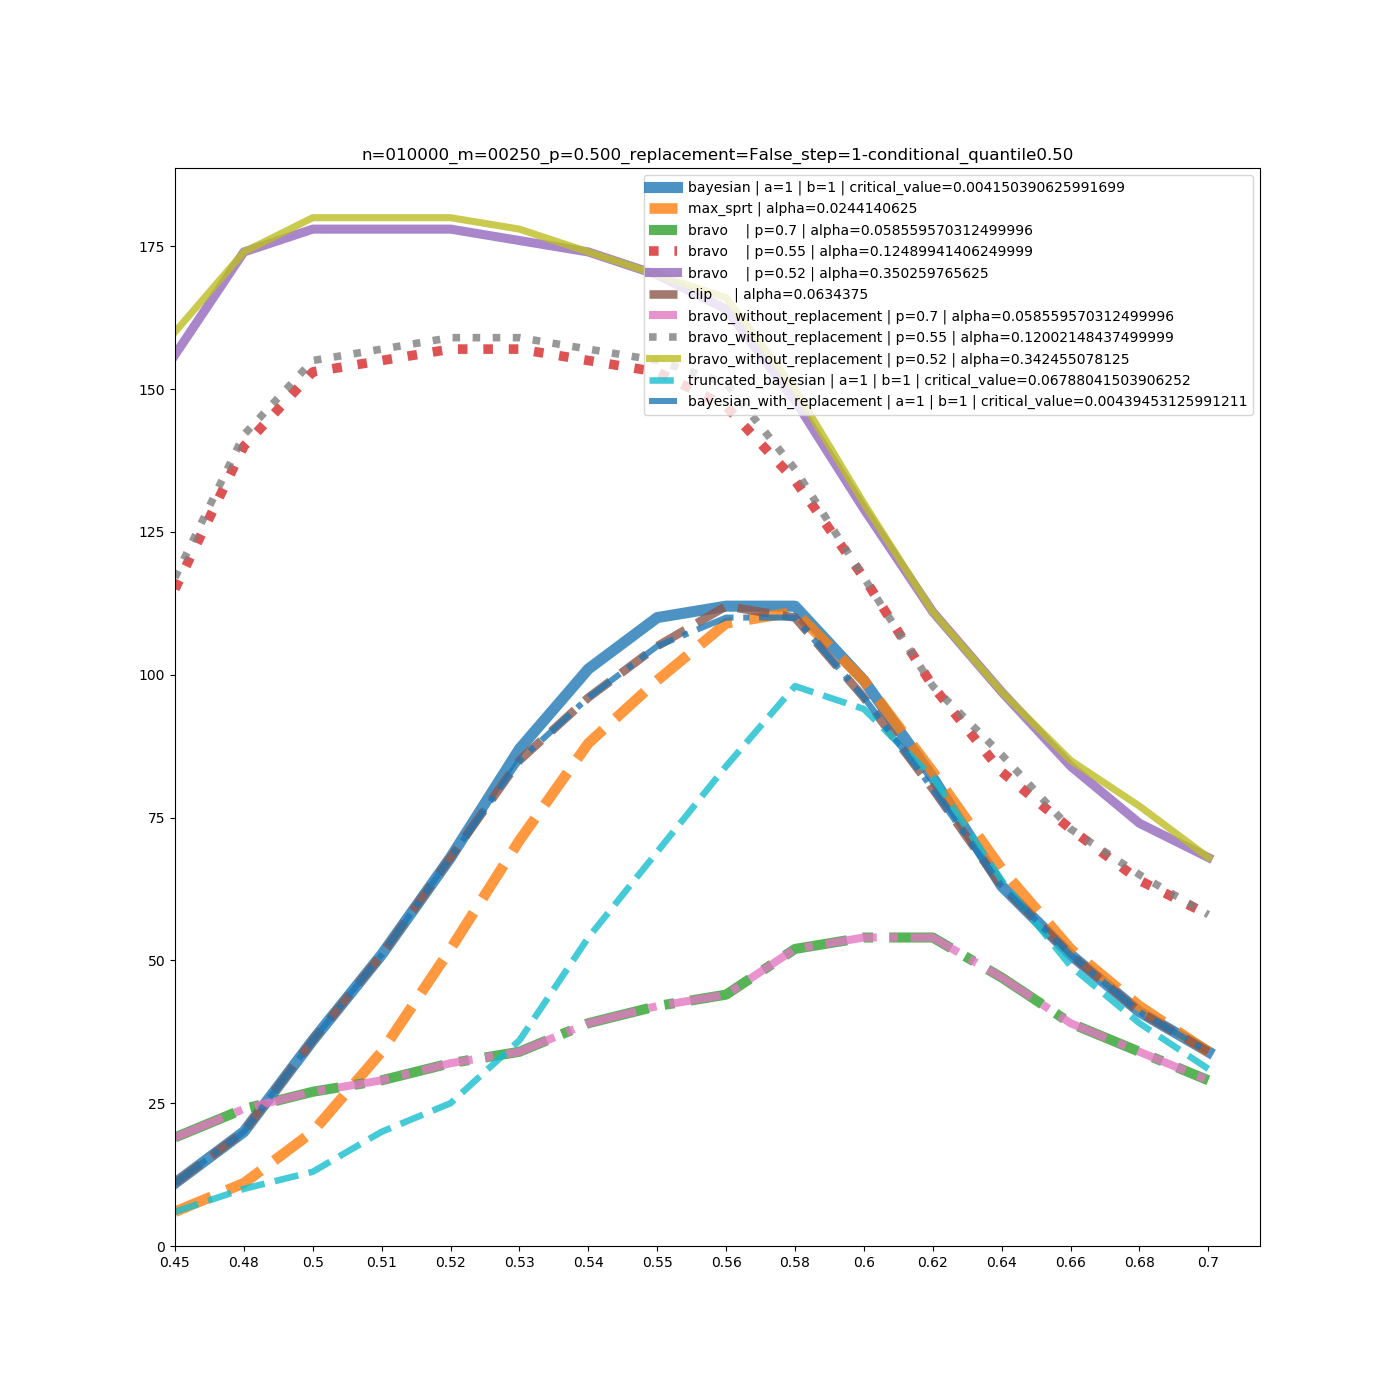 n=010000_m=00250_p=0.500_replacement=False_step=1-conditional_quantile0.50
bayesian | a=1 | b=1 | critical_value=0.004150390625991699
max_sprt | alpha=0.0244140625
bravo | p=0.7 | alpha=0.058559570312499996
bravo | p=0.55 | alpha=0.12489941406249999
bravo | p=0.52 | alpha=0.350259765625
clip | alpha=0.0634375
bravo_without_replacement | p=0.7 | alpha=0.058559570312499996
bravo_without_replacement | p=0.55 | alpha=0.12002148437499999
bravo_without_replacement | p=0.52 | alpha=0.342455078125
truncated_bayesian | a=1 | b=1 | critical_value=0.06788041503906252
bayesian_with_replacement | a=1 | b=1 | critical_value=0.00439453125991211
175
150
125
100
75
50
25
0
0.45 0.48 0.5 0.51 0.52 0.53 0.54 0.55 0.56 0.58 0.6 0.62 0.64 0.66 0.68 0.7